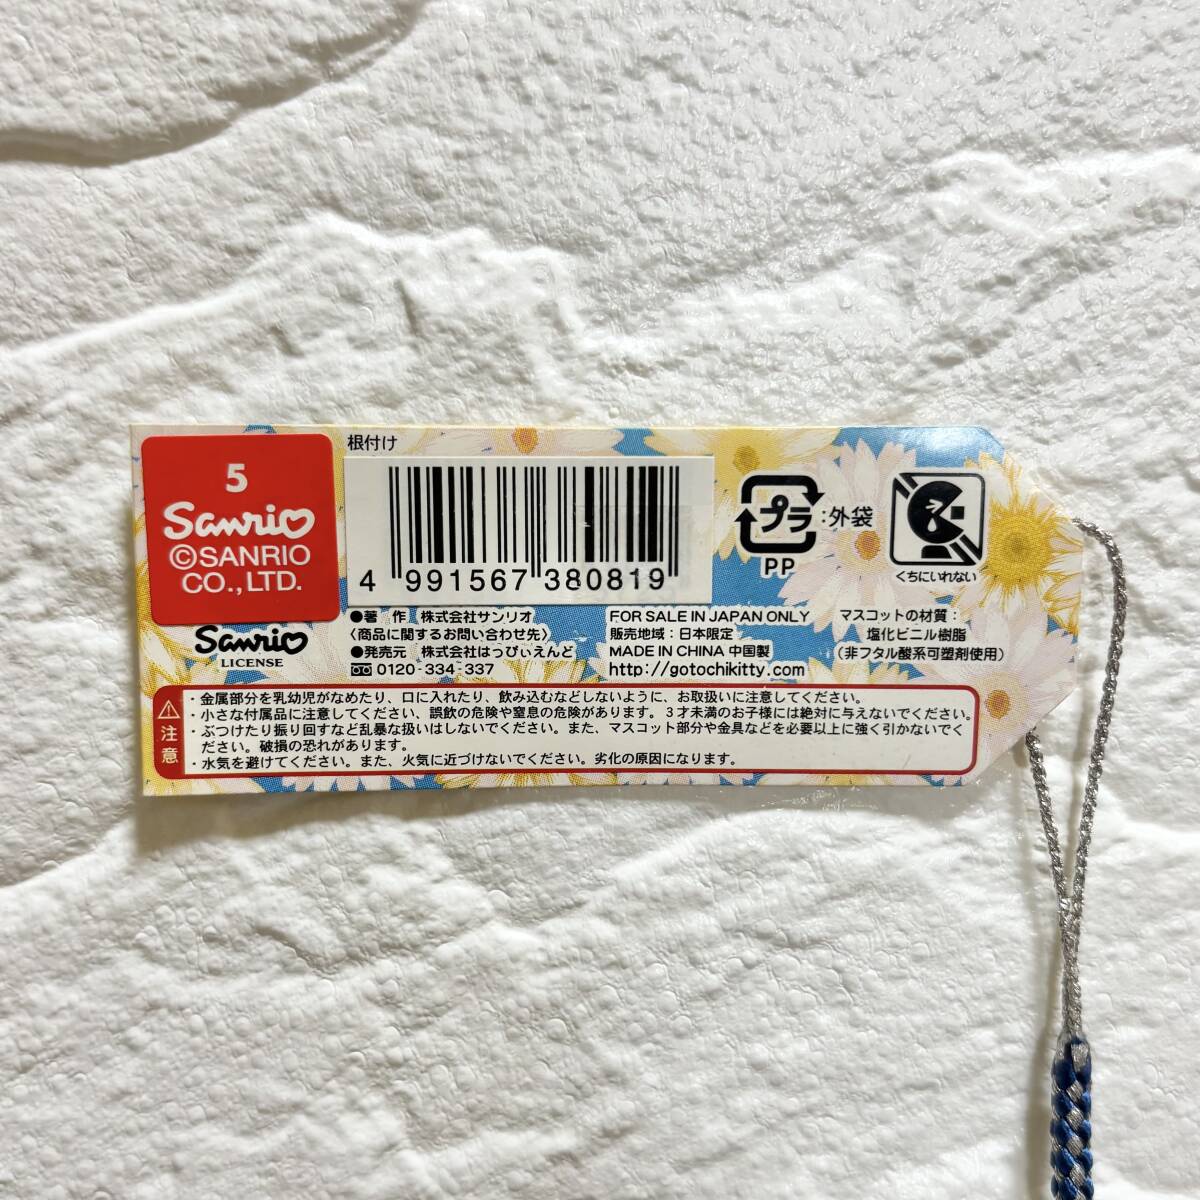 5
Sanrio
©SANRIO
CO.,LTD.
Sanrio
LICENSE
根付け
4 991567 380819
●著 作 株式会社サンリオ
〈商品に関するお問い合わせ先〉
●発売元 株式会社はっぴぃえんど
0120-334-337
プラ:外袋
PP
くちにいれない
FOR SALE IN JAPAN ONLY
販売地域:日本限定
MADE IN CHINA 中国製
http://gotochikitty.com
マスコットの材質:
塩化ビニル樹脂
(非フタル酸系可塑剤使用)
注意
・金属部分を乳幼児がなめたり、口に入れたり、飲み込むなどしないように、お取扱いに注意してください。
・小さな付属品に注意してください、誤飲の危険や窒息の危険があります。3才未満のお子様には絶対に与えないでください。
・ぶつけたり振り回すなど乱暴な扱いはしないでください。また、マスコット部分や金具などを必要以上に強く引かないでく
ださい。破損の恐れがあります。
・水気を避けてください。また、火気に近づけないでください。劣化の原因になります。